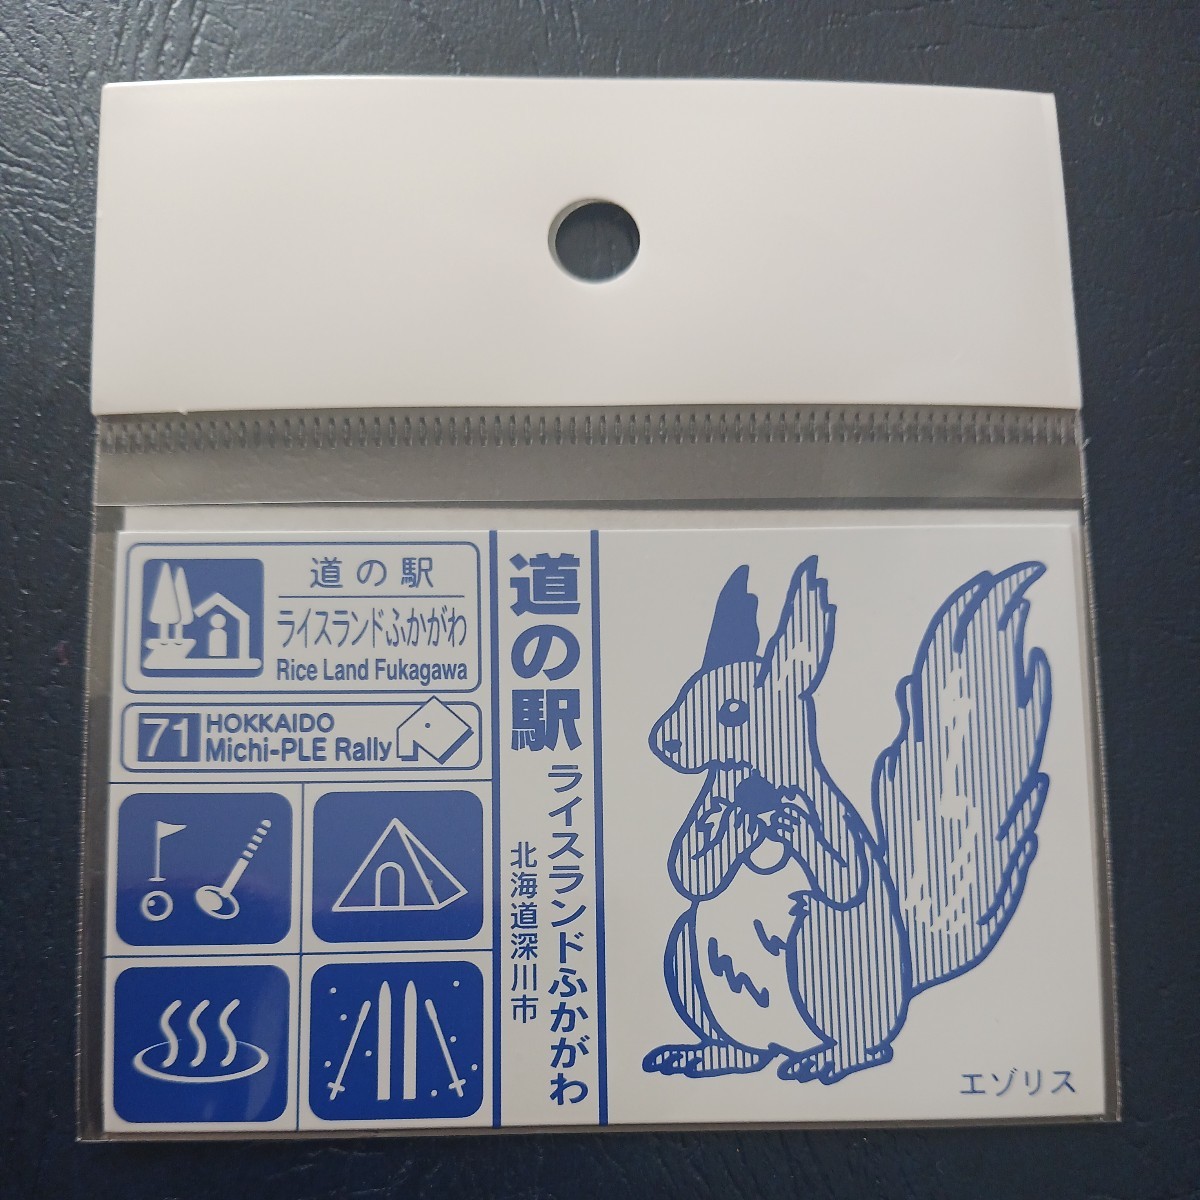 道の駅
ライスランドふかがわ
Rice Land Fukagawa
71
HOKKAIDO
Michi-PLE Rally
道の駅
ライスランドふかがわ
北海道深川市
エゾリス